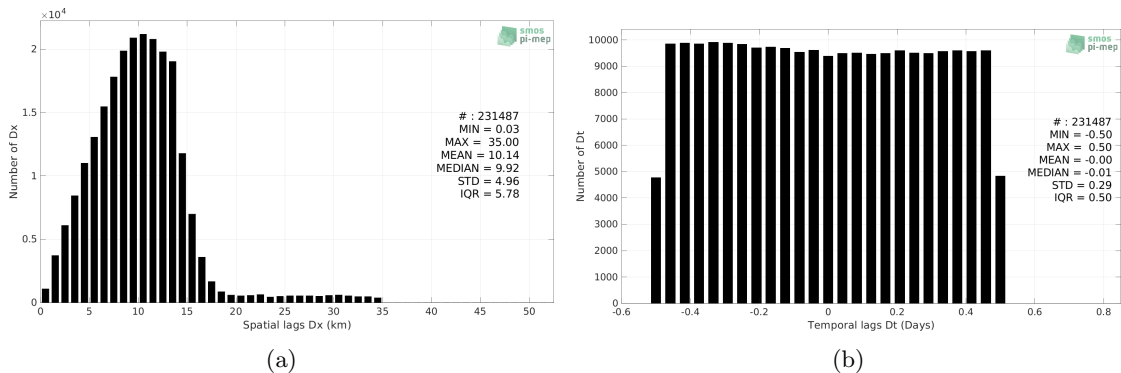 ×10⁴
2
1.5
1
0.5
0
Number of Dx
smos
pi-mep
# : 231487
MIN = 0.03
MAX = 35.00
MEAN = 10.14
MEDIAN = 9.92
STD = 4.96
IQR = 5.78
0 5 10 15 20 25 30 35 40 45 50
Spatial lags Dx (km)
(a)
10000
9000
8000
7000
6000
5000
4000
3000
2000
1000
0
Number of Dt
smos
pi-mep
# : 231487
MIN = -0.50
MAX = 0.50
MEAN = -0.00
MEDIAN = -0.01
STD = 0.29
IQR = 0.50
-0.6 -0.4 -0.2 0 0.2 0.4 0.6 0.8
Temporal lags Dt (Days)
(b)